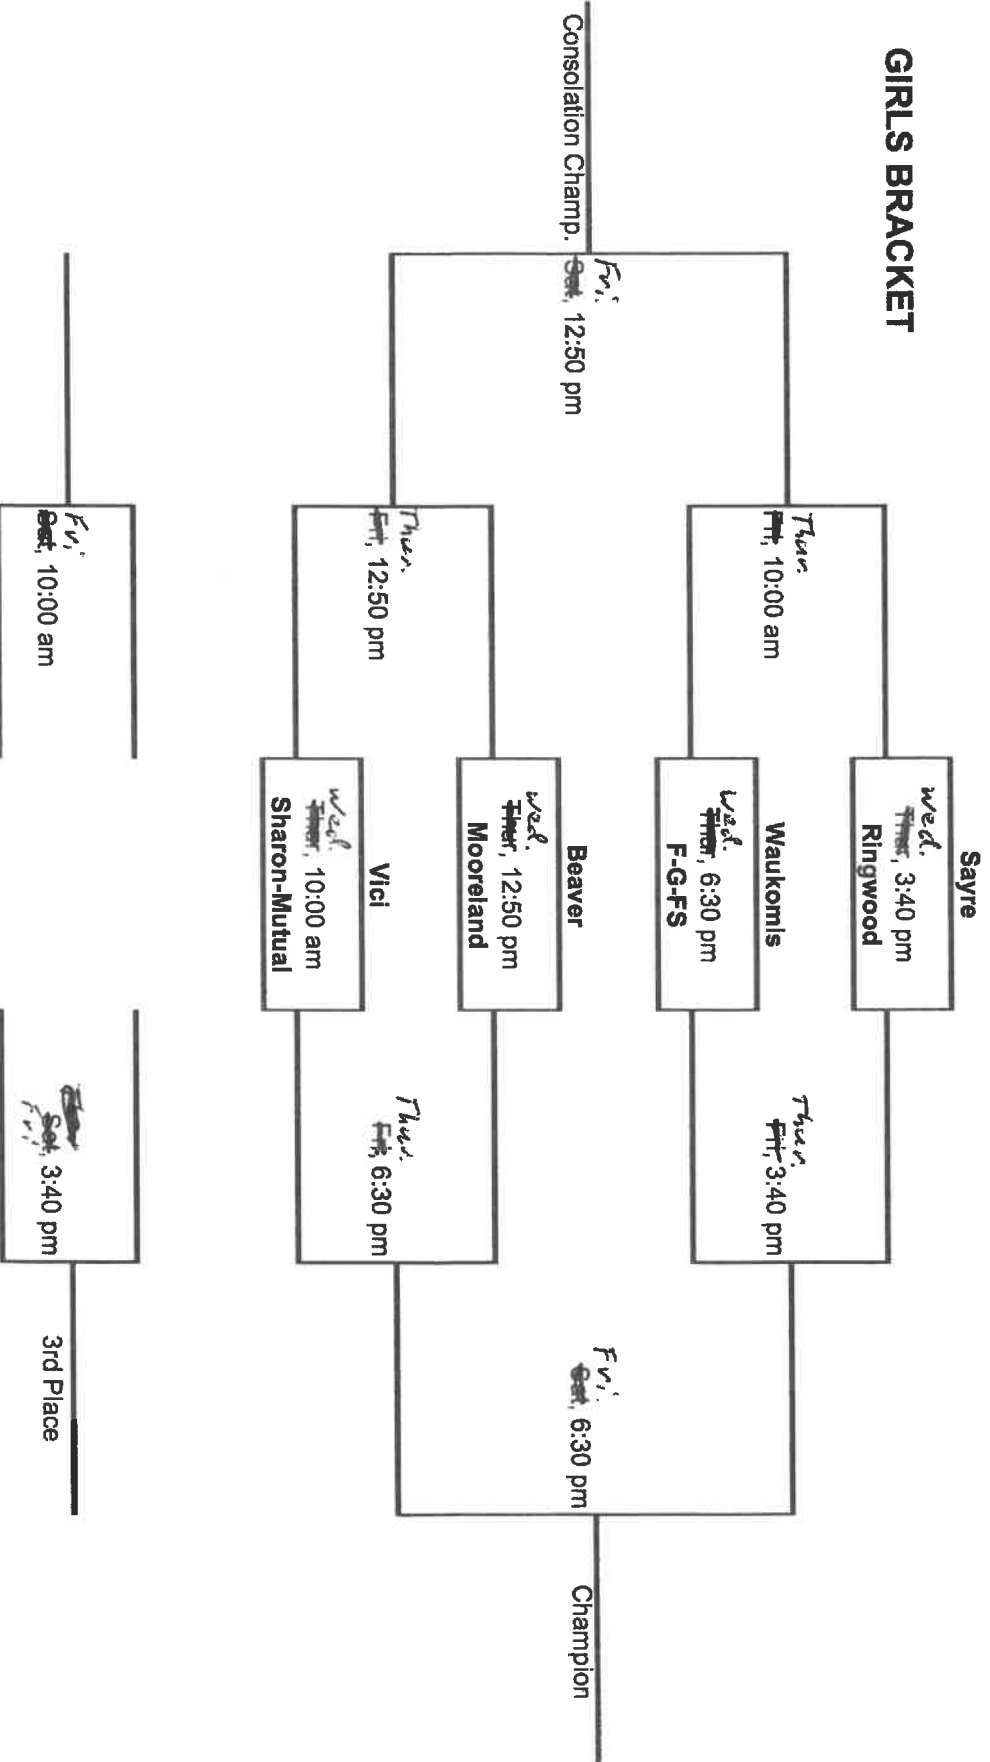 GIRLS BRACKET
Sayre
Wed.
Thur, 3:40 pm
Ringwood
Waukomis
Wed.
Thur, 6:30 pm
F-G-FS
Beaver
Wed.
Thur, 12:50 pm
Mooreland
Vici
Wed.
Thur, 10:00 am
Sharon-Mutual
Thur.
Fri, 10:00 am
Thur.
Fri, 12:50 pm
Fri.
Sat, 12:50 pm
Consolation Champ.
Thur.
Fri, 3:40 pm
Thur.
Fri, 6:30 pm
Fri.
Sat, 6:30 pm
Champion
Fri.
Sat, 10:00 am
Sat, 3:40 pm
Fri.
3rd Place